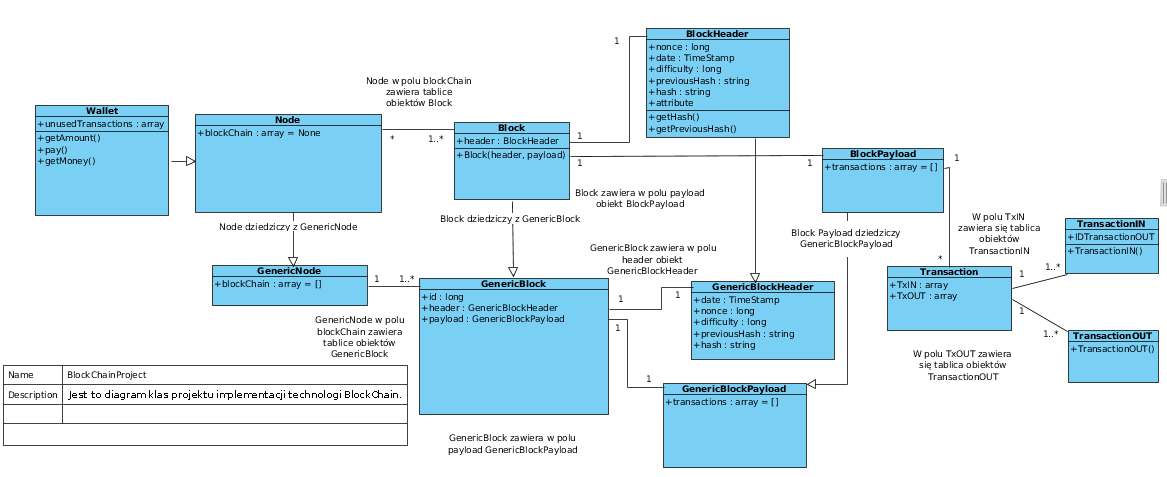 BlockHeader
+nonce : long
+date : TimeStamp
+difficulty : long
+previousHash : string
+hash : string
+attribute
+getHash()
+getPreviousHash()
1
Node w polu blockChain
zawiera tablice
obiektów Block
Wallet
+unusedTransactions : array
+getAmount()
+pay()
+getMoney()
Node
+blockChain : array = None
*
1..*
Block
+header : BlockHeader
+Block(header, payload)
1
1
1
BlockPayload
+transactions : array = []
1
Block zawiera w polu payload
obiekt BlockPayload
Node dziedziczy z GenericNode
Block dziedziczy z GenericBlock
Block Payload dziedziczy
GenericBlockPayload
W polu TxIN
zawiera się tablica
obiektów
TransactionIN
TransactionIN
+IDTransactionOUT
+TransactionIN()
GenericBlock zawiera w polu
header obiekt
GenericBlockHeader
*
GenericNode
+blockChain : array = []
1
1..*
GenericBlock
+id : long
+header : GenericBlockHeader
+payload : GenericBlockPayload
1
1
1
1
GenericBlockHeader
+date : TimeStamp
+nonce : long
+difficulty : long
+previousHash : string
+hash : string
Transaction
+TxIN : array
+TxOUT : array
1
1..*
1
1..*
TransactionOUT
+TransactionOUT()
GenericNode w polu
blockChain zawiera
tablice obiektów
GenericBlock
W polu TxOUT zawiera
się tablica obiektów
TransactionOUT
GenericBlockPayload
+transactions : array = []
Name BlockChainProject
Description Jest to diagram klas projektu implementacji technologi BlockChain.
GenericBlock zawiera w polu
payload GenericBlockPayload